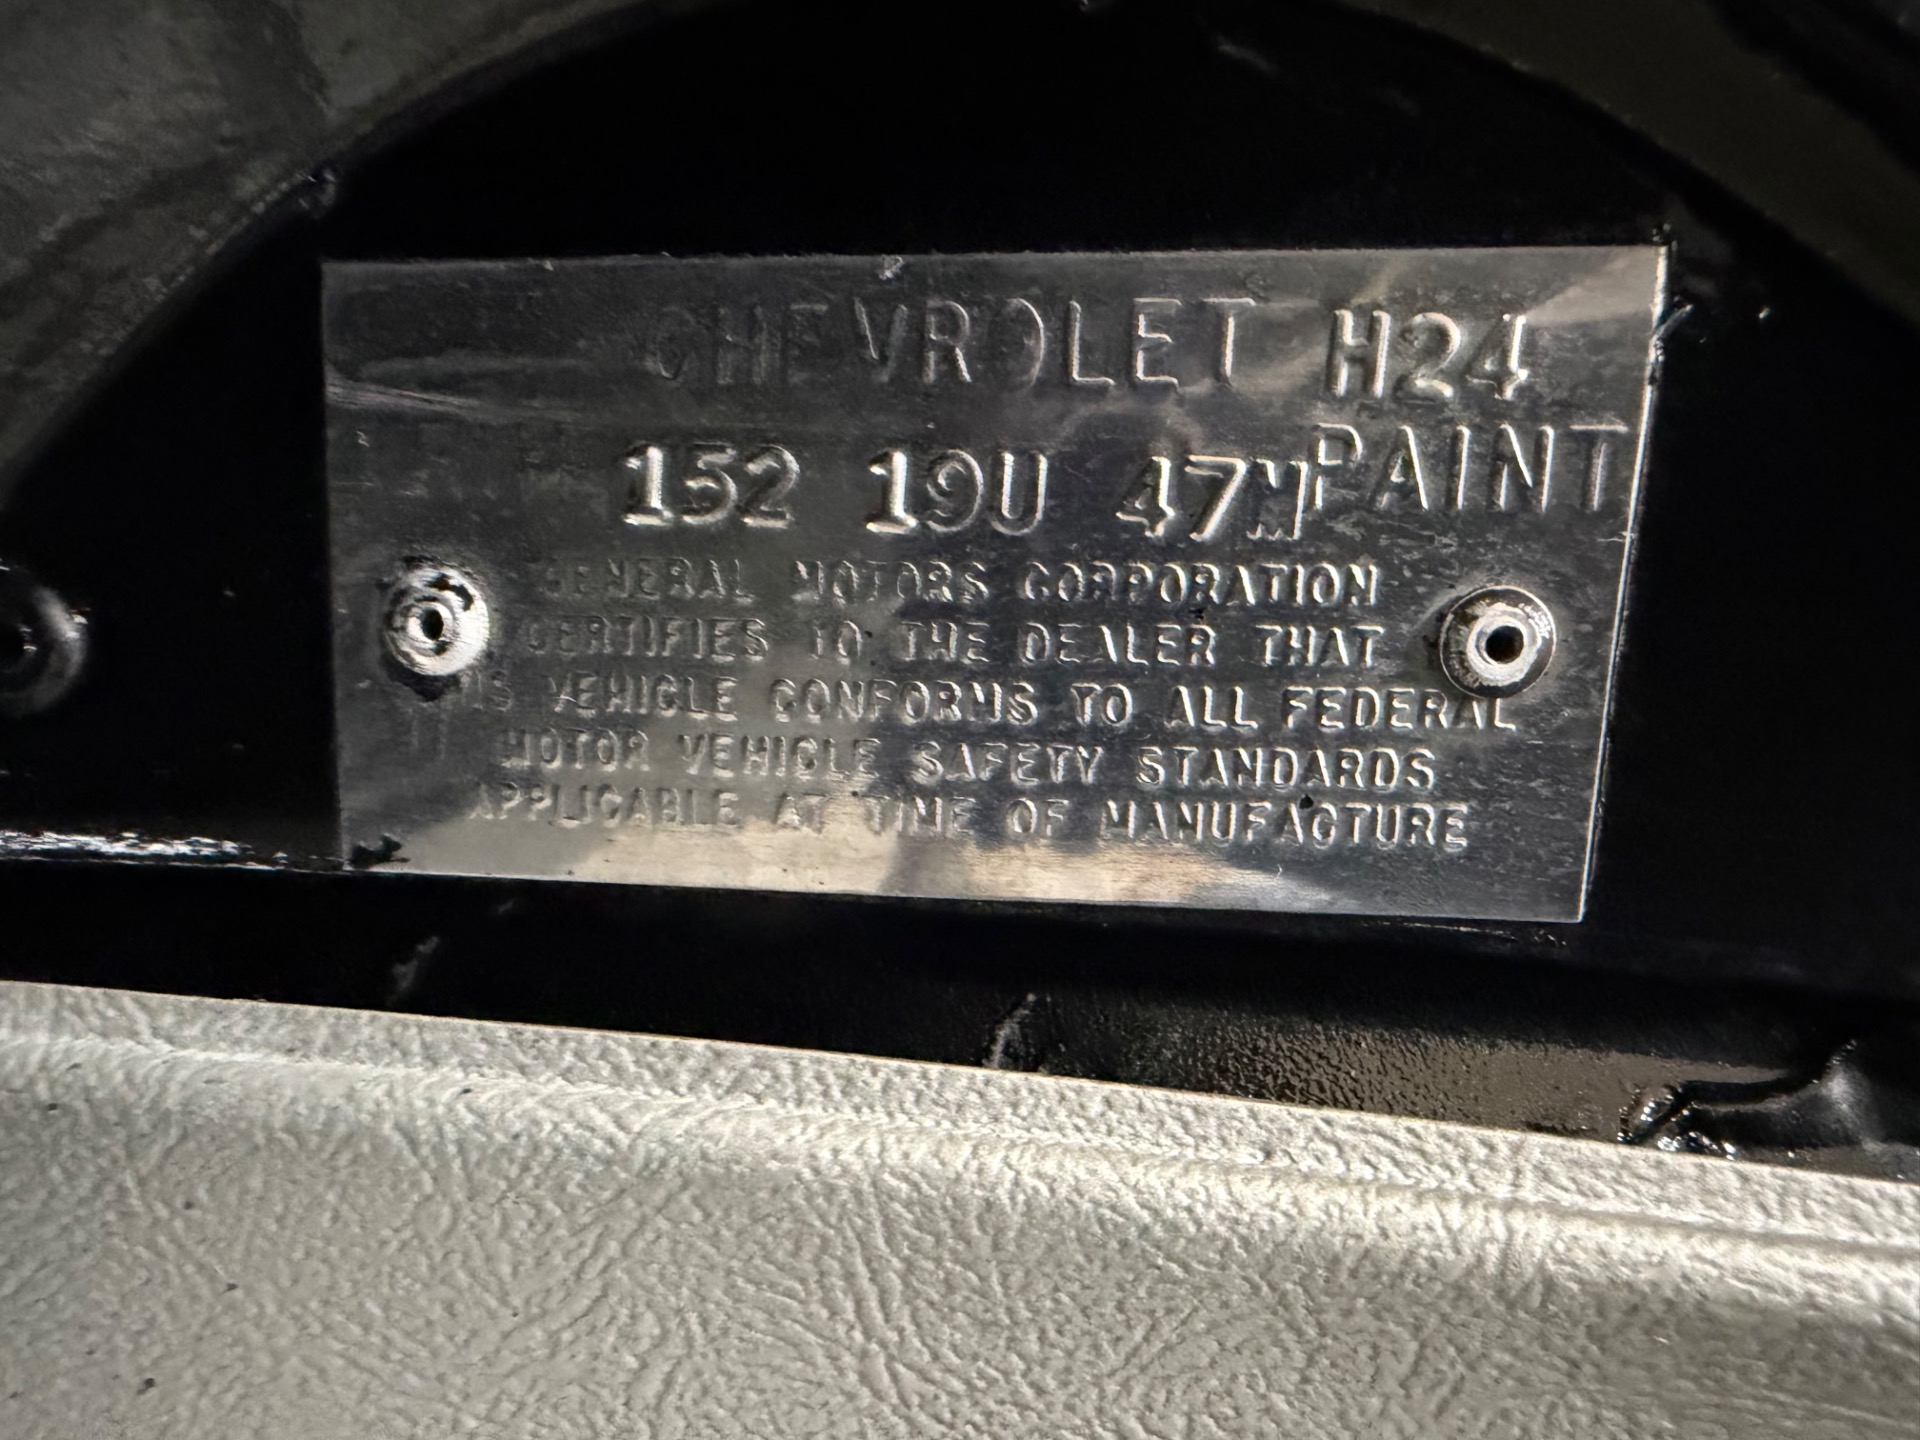 CHEVROLET H24
152 19U 47M PAINT
GENERAL MOTORS CORPORATION
CERTIFIES TO THE DEALER THAT
VEHICLE CONFORMS TO ALL FEDERAL
MOTOR VEHICLE SAFETY STANDARDS
APPLICABLE AT TIME OF MANUFACTURE